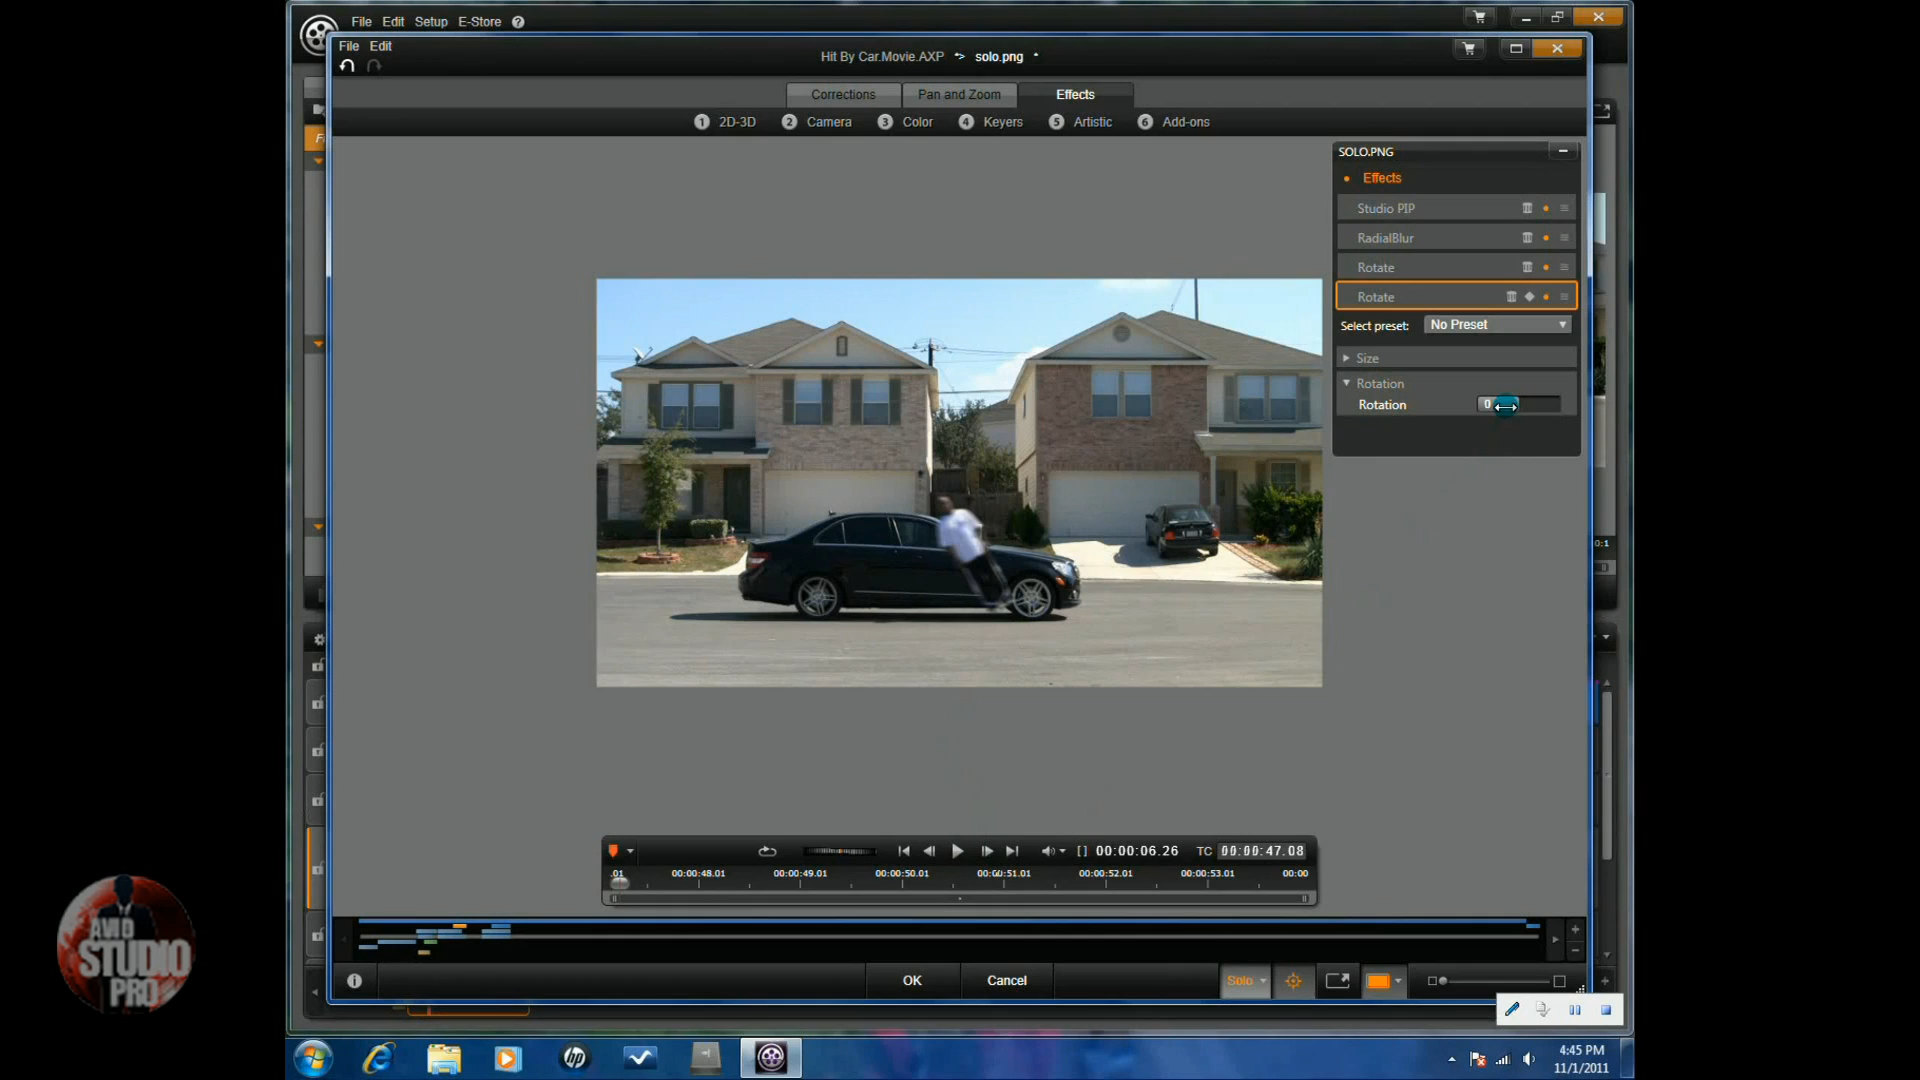 File Edit Setup E-Store ?
File Edit
Hit By Car.Movie.AXP -> solo.png *
Corrections Pan and Zoom Effects
1 2D-3D 2 Camera 3 Color 4 Keyers 5 Artistic 6 Add-ons
SOLO.PNG
Effects
Studio PIP
RadialBlur
Rotate
Rotate
Select preset: No Preset
Size
Rotation
Rotation 0
[] 00:00:06.26 TC 00:00:47.08
.01 00:00:48.01 00:00:49.01 00:00:50.01 00:00:51.01 00:00:52.01 00:00:53.01 00:00
OK Cancel Solo
AVID
STUDIO
PRO
hp
4:45 PM
11/1/2011